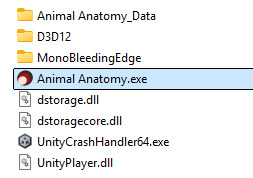 Animal Anatomy_Data
D3D12
MonoBleedingEdge
Animal Anatomy.exe
dstorage.dll
dstoragecore.dll
UnityCrashHandler64.exe
UnityPlayer.dll